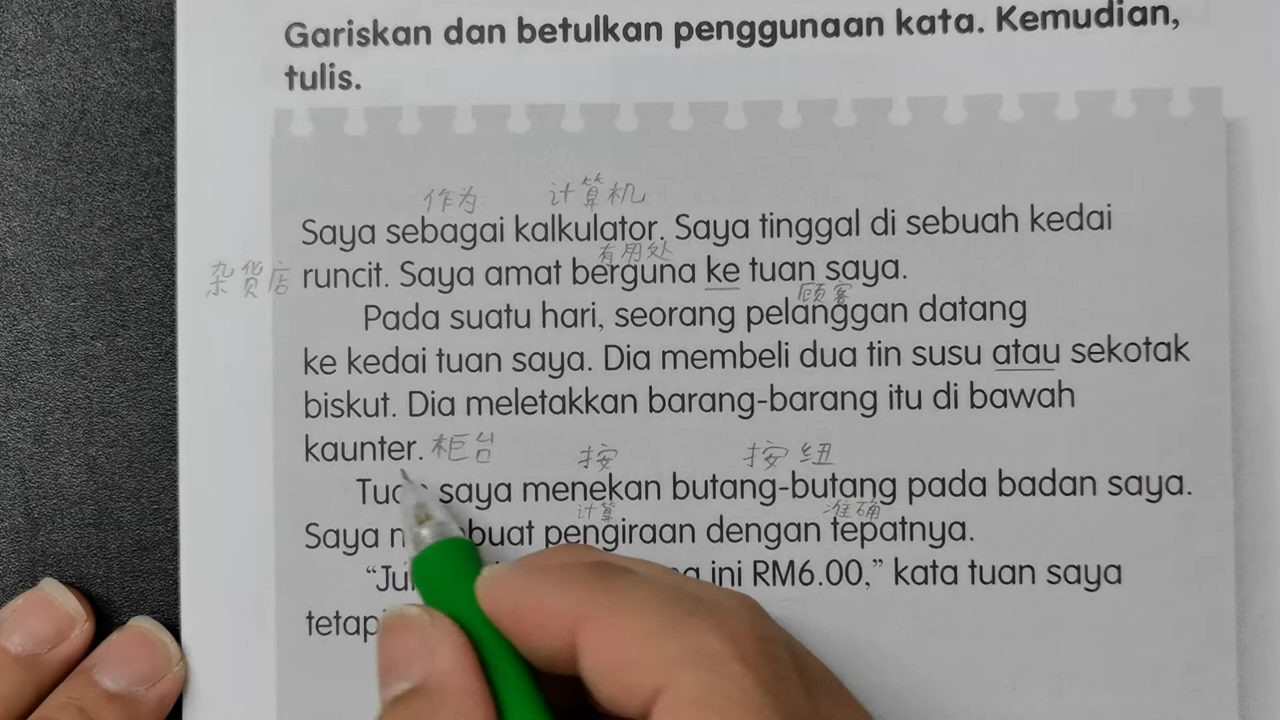 Gariskan dan betulkan penggunaan kata. Kemudian,
tulis.
作为 计算机
Saya sebagai kalkulator. Saya tinggal di sebuah kedai
有用处
杂货店 runcit. Saya amat berguna ke tuan saya.
顾客
Pada suatu hari, seorang pelanggan datang
ke kedai tuan saya. Dia membeli dua tin susu atau sekotak
biskut. Dia meletakkan barang-barang itu di bawah
kaunter. 柜台 按 按纽
saya menekan butang-butang pada badan saya.
计算 准确
Saya pengiraan dengan tepatnya.
ini RM6.00,” kata tuan saya